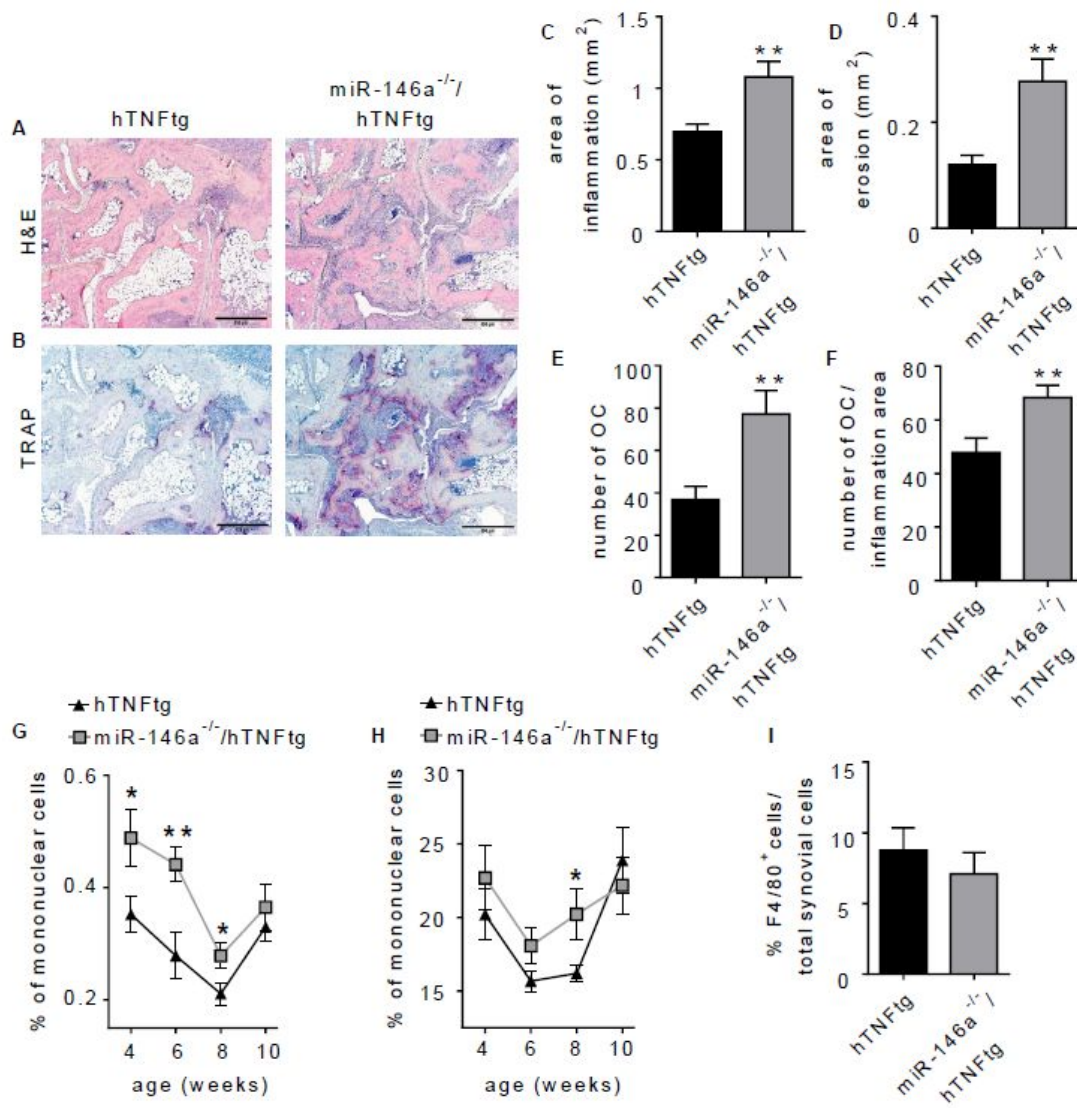 miR-146a-/-/
hTNFtg hTNFtg
A
H&E
B
TRAP
C
area of
inflammation (mm2)
1.5
1
0.5
0
**
hTNFtg
miR-146a-/-/
hTNFtg
D
area of
erosion (mm2)
0.4
0.2
0
**
hTNFtg
miR-146a-/-/
hTNFtg
E
number of OC
100
80
60
40
20
0
**
hTNFtg
miR-146a-/-/
hTNFtg
F
number of OC/
inflammation area
80
60
40
20
0
**
hTNFtg
miR-146a-/-/
hTNFtg
G
hTNFtg
miR-146a-/-/hTNFtg
% of mononuclear cells
0.6
0.4
0.2
*
**
*
4 6 8 10
age (weeks)
H
hTNFtg
miR-146a-/-/hTNFtg
% of mononuclear cells
30
25
20
15
*
4 6 8 10
age (weeks)
I
% F4/80+ cells/
total synovial cells
15
10
5
0
hTNFtg
miR-146a-/-/
hTNFtg